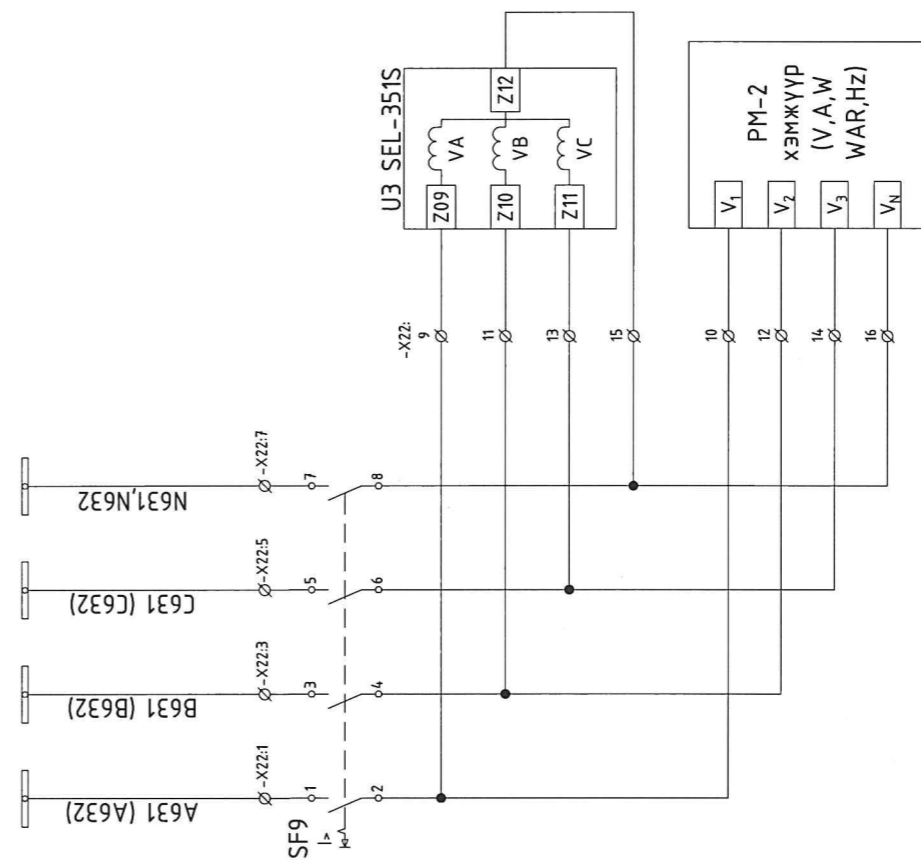 U3 SEL-351S
Z12
VA
VB
VC
Z09
Z10
Z11
PM-2
хэмжүүр
(V,A,W
WAR,Hz)
V₁
V₂
V₃
Vₙ
-X22:
9
11
13
15
10
12
14
16
-X22:1
-X22:3
-X22:5
-X22:7
A631 (A632)
B631 (B632)
C631 (C632)
N631,N632
SF9
I>
1
2
3
4
5
6
7
8